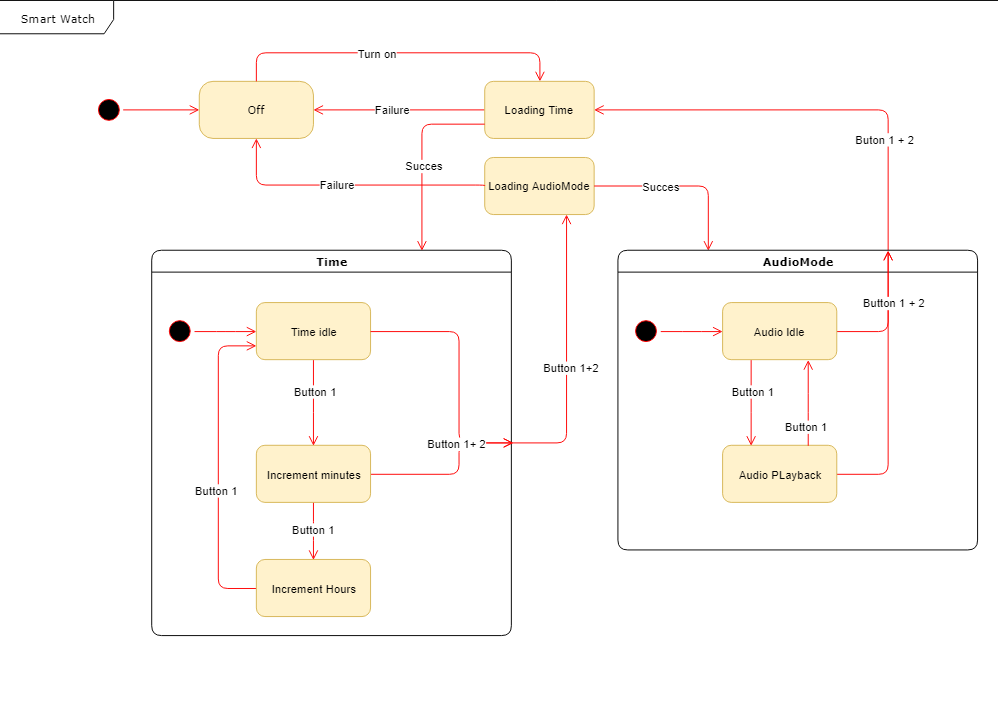 Smart Watch
Turn on
Off
Failure
Loading Time
Buton 1 + 2
Succes
Failure
Loading AudioMode
Succes
Time
AudioMode
Button 1 + 2
Time idle
Audio Idle
Button 1+2
Button 1
Button 1
Button 1
Button 1+ 2
Increment minutes
Audio PLayback
Button 1
Button 1
Increment Hours